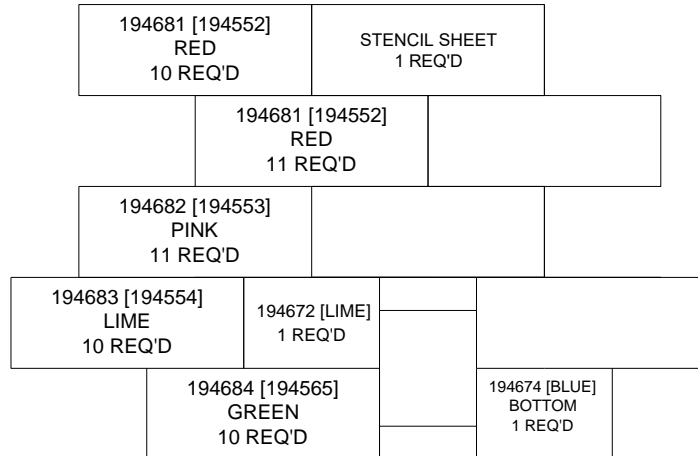 194681 [194552]
RED
10 REQ'D
STENCIL SHEET
1 REQ'D
194681 [194552]
RED
11 REQ'D
194682 [194553]
PINK
11 REQ'D
194683 [194554]
LIME
10 REQ'D
194672 [LIME]
1 REQ'D
194684 [194565]
GREEN
10 REQ'D
194674 [BLUE]
BOTTOM
1 REQ'D